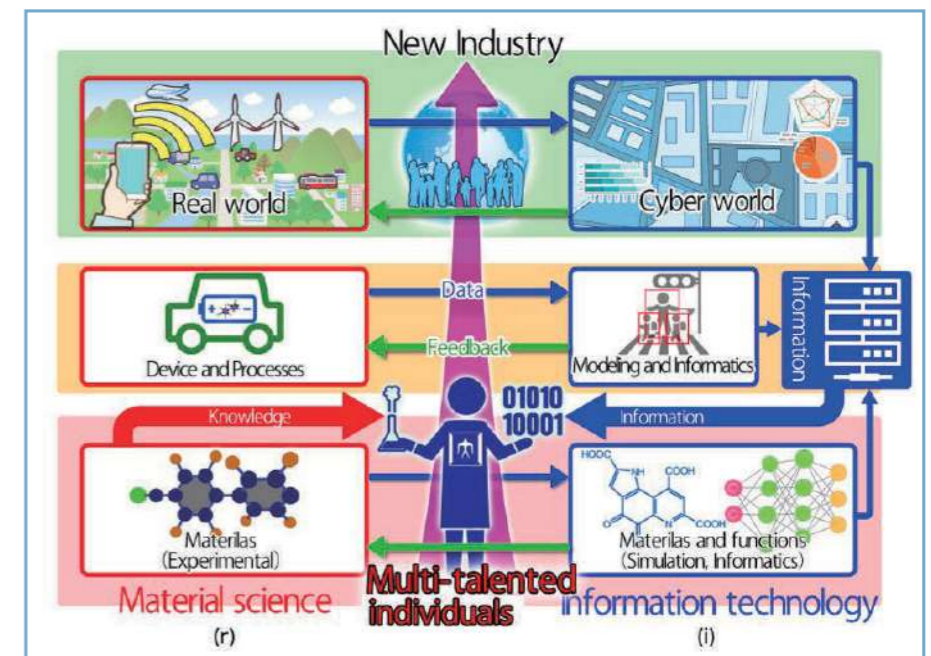 New Industry
Real world
Cyber world
Data
Feedback
Device and Processes
Modeling and Informatics
Information
Knowledge
01010
10001
Information
HOOC
NH
COOH
O
O
N
COOH
Materilas
(Experimental)
Materilas and functions
(Simulation, Informatics)
Material science
Multi-talented
individuals
information technology
(r)
(i)